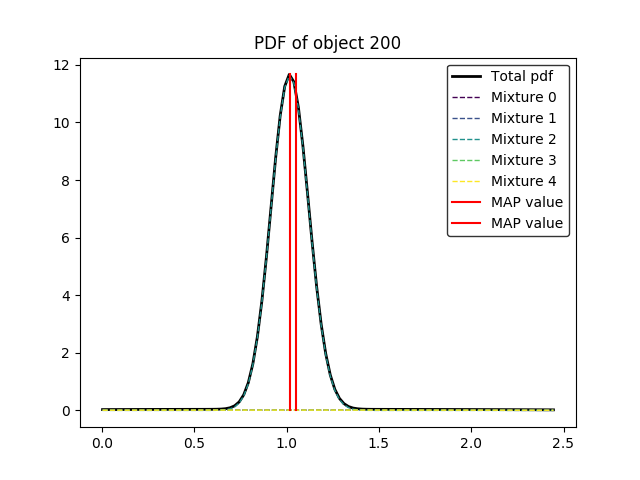 PDF of object 200
12
10
8
6
4
2
0
0.0 0.5 1.0 1.5 2.0 2.5
Total pdf
Mixture 0
Mixture 1
Mixture 2
Mixture 3
Mixture 4
MAP value
MAP value